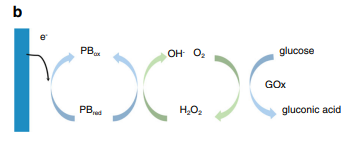 b
e-
PBox OH- O2 glucose
GOx
PBred H2O2 gluconic acid